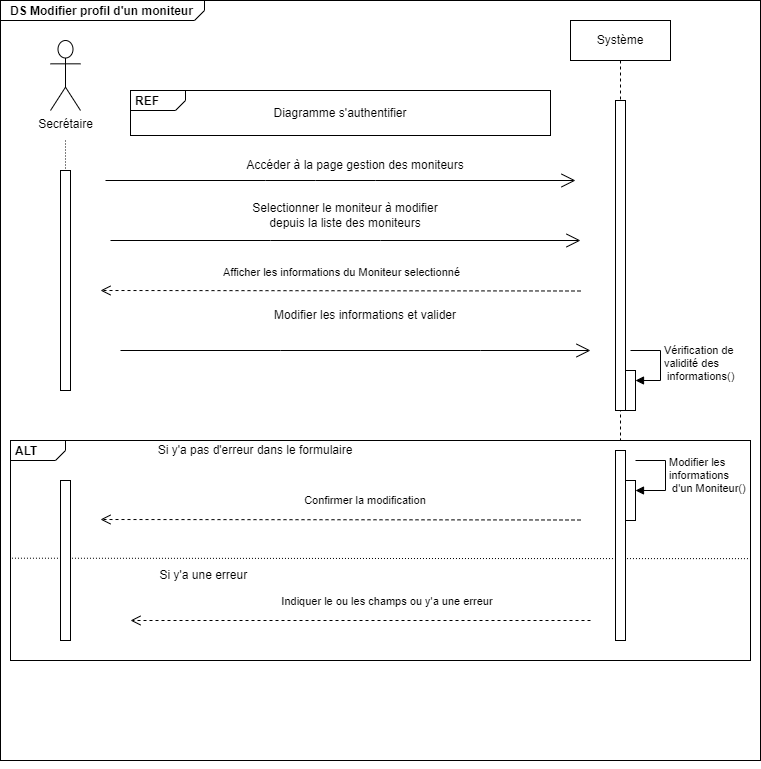 DS Modifier profil d'un moniteur
Système
Secrétaire
REF
Diagramme s'authentifier
Accéder à la page gestion des moniteurs
Selectionner le moniteur à modifier
depuis la liste des moniteurs
Afficher les informations du Moniteur selectionné
Modifier les informations et valider
Vérification de
validité des
informations()
ALT
Si y'a pas d'erreur dans le formulaire
Modifier les
informations
d'un Moniteur()
Confirmer la modification
Si y'a une erreur
Indiquer le ou les champs ou y'a une erreur